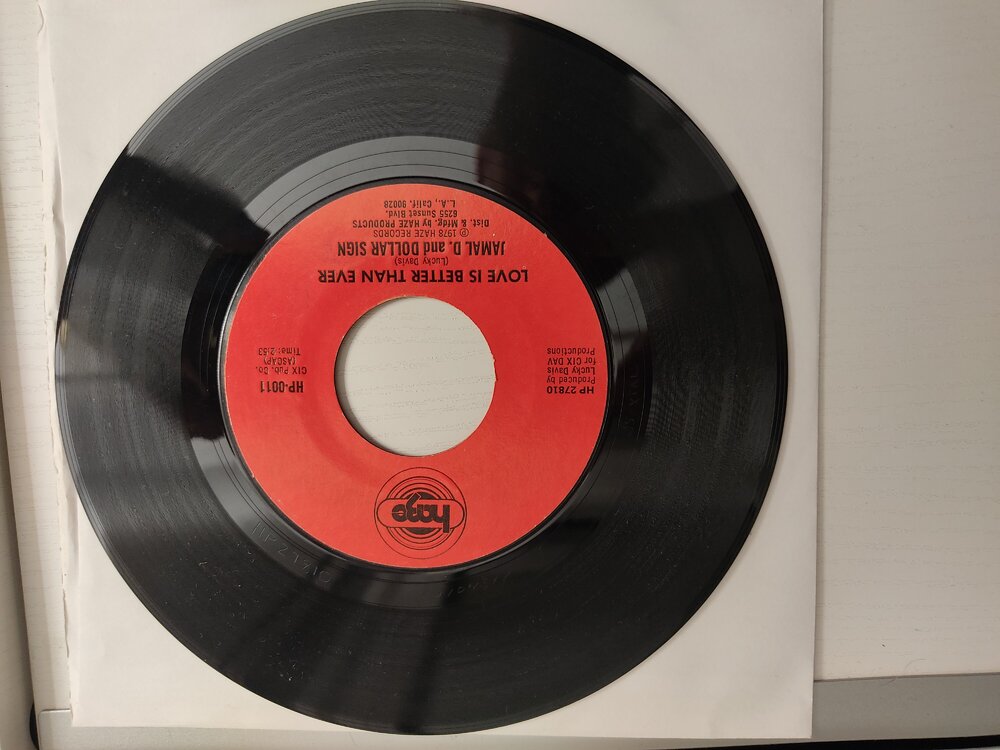 haze
HP 27810
Produced by
Lucky Davis
for CIX DAV
Productions
HP-0011
CIX Pub. Co.
(ASCAP)
Time: 2:53
LOVE IS BETTER THAN EVER
(Lucky Davis)
JAMAL D. and DOLLAR SIGN
℗ 1978 HAZE RECORDS
Dist. & Mfdg. by HAZE PRODUCTS
6255 Sunset Blvd.
L.A., Calif. 90028